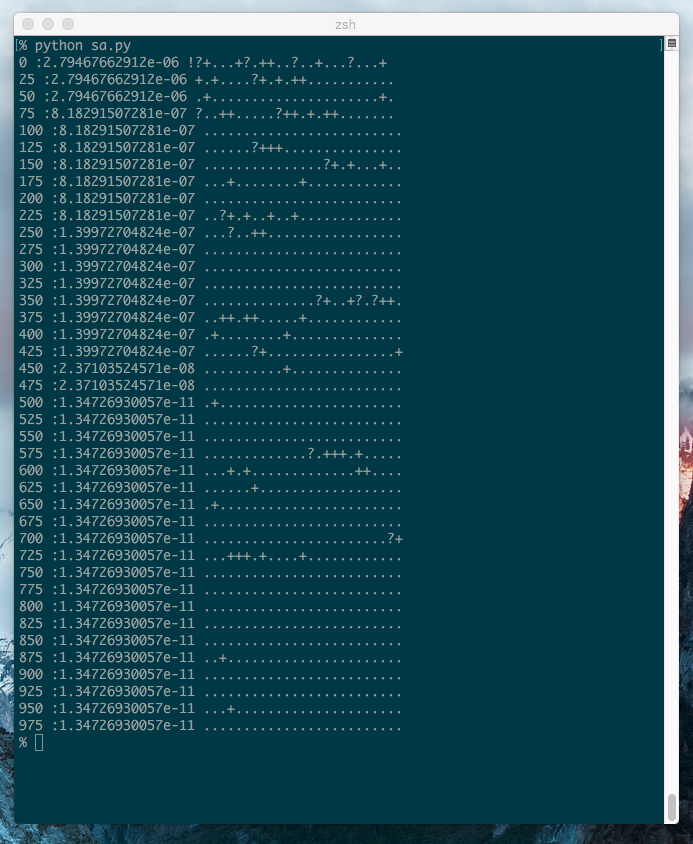 zsh
% python sa.py
0 :2.79467662912e-06 !?+...+?.++..?..+...?...+
25 :2.79467662912e-06 +.+....?+.+.++...........
50 :2.79467662912e-06 .+.....................+.
75 :8.18291507281e-07 ?..++.....?++.+.++.......
100 :8.18291507281e-07 .........................
125 :8.18291507281e-07 ......?+++...............
150 :8.18291507281e-07 ...............?+.+...+..
175 :8.18291507281e-07 ...+........+............
200 :8.18291507281e-07 .........................
225 :8.18291507281e-07 ..?+.+..+..+.............
250 :1.39972704824e-07 ...?..++.................
275 :1.39972704824e-07 .........................
300 :1.39972704824e-07 .........................
325 :1.39972704824e-07 .........................
350 :1.39972704824e-07 ..............?+..+?.?++.
375 :1.39972704824e-07 ..++.++.....+............
400 :1.39972704824e-07 .+........+..............
425 :1.39972704824e-07 ......?+................+
450 :2.37103524571e-08 ..........+..............
475 :2.37103524571e-08 .........................
500 :1.34726930057e-11 .+.......................
525 :1.34726930057e-11 .........................
550 :1.34726930057e-11 .........................
575 :1.34726930057e-11 .............?.+++.+.....
600 :1.34726930057e-11 ...+.+.............++....
625 :1.34726930057e-11 ......+..................
650 :1.34726930057e-11 .+.......................
675 :1.34726930057e-11 .........................
700 :1.34726930057e-11 .......................?+
725 :1.34726930057e-11 ...+++.+....+............
750 :1.34726930057e-11 .........................
775 :1.34726930057e-11 .........................
800 :1.34726930057e-11 .........................
825 :1.34726930057e-11 .........................
850 :1.34726930057e-11 .........................
875 :1.34726930057e-11 ..+......................
900 :1.34726930057e-11 .........................
925 :1.34726930057e-11 .........................
950 :1.34726930057e-11 ...+.....................
975 :1.34726930057e-11 .........................
%